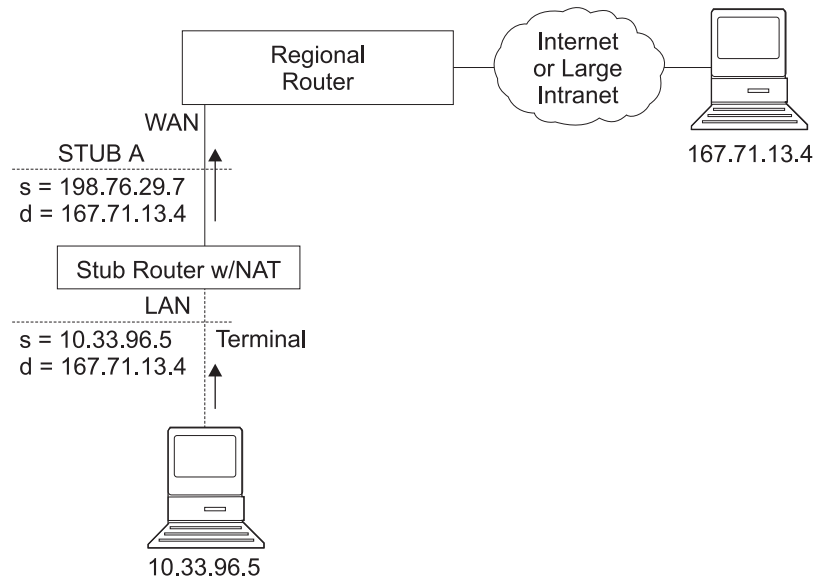 Regional
Router
Internet
or Large
Intranet
167.71.13.4
WAN
STUB A
s = 198.76.29.7
d = 167.71.13.4
Stub Router w/NAT
LAN
s = 10.33.96.5
d = 167.71.13.4
Terminal
10.33.96.5